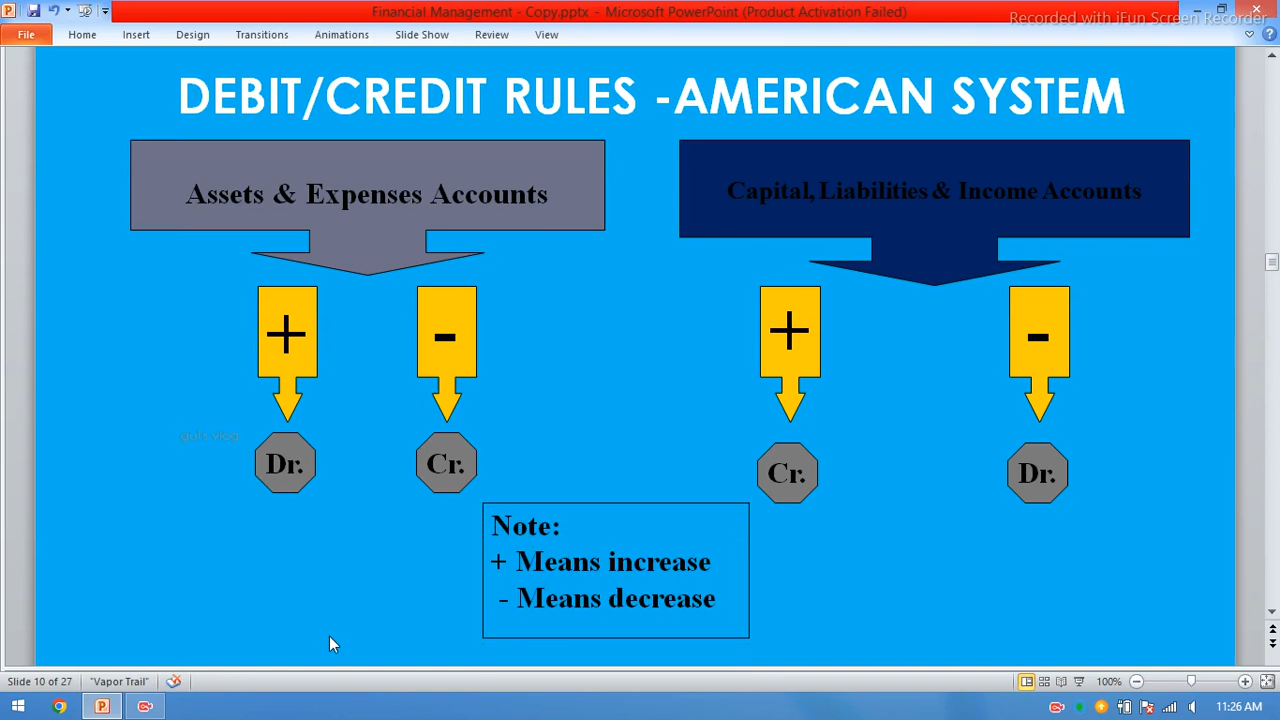 Financial Management - Copy.pptx - Microsoft PowerPoint (Product Activation Failed)
Recorded with iFun Screen Recorder
File Home Insert Design Transitions Animations Slide Show Review View
DEBIT/CREDIT RULES -AMERICAN SYSTEM
Assets & Expenses Accounts
Capital, Liabilities & Income Accounts
+ - + -
Dr. Cr. Cr. Dr.
Note:
+ Means increase
- Means decrease
Slide 10 of 27 "Vapor Trail" 100%
11:26 AM